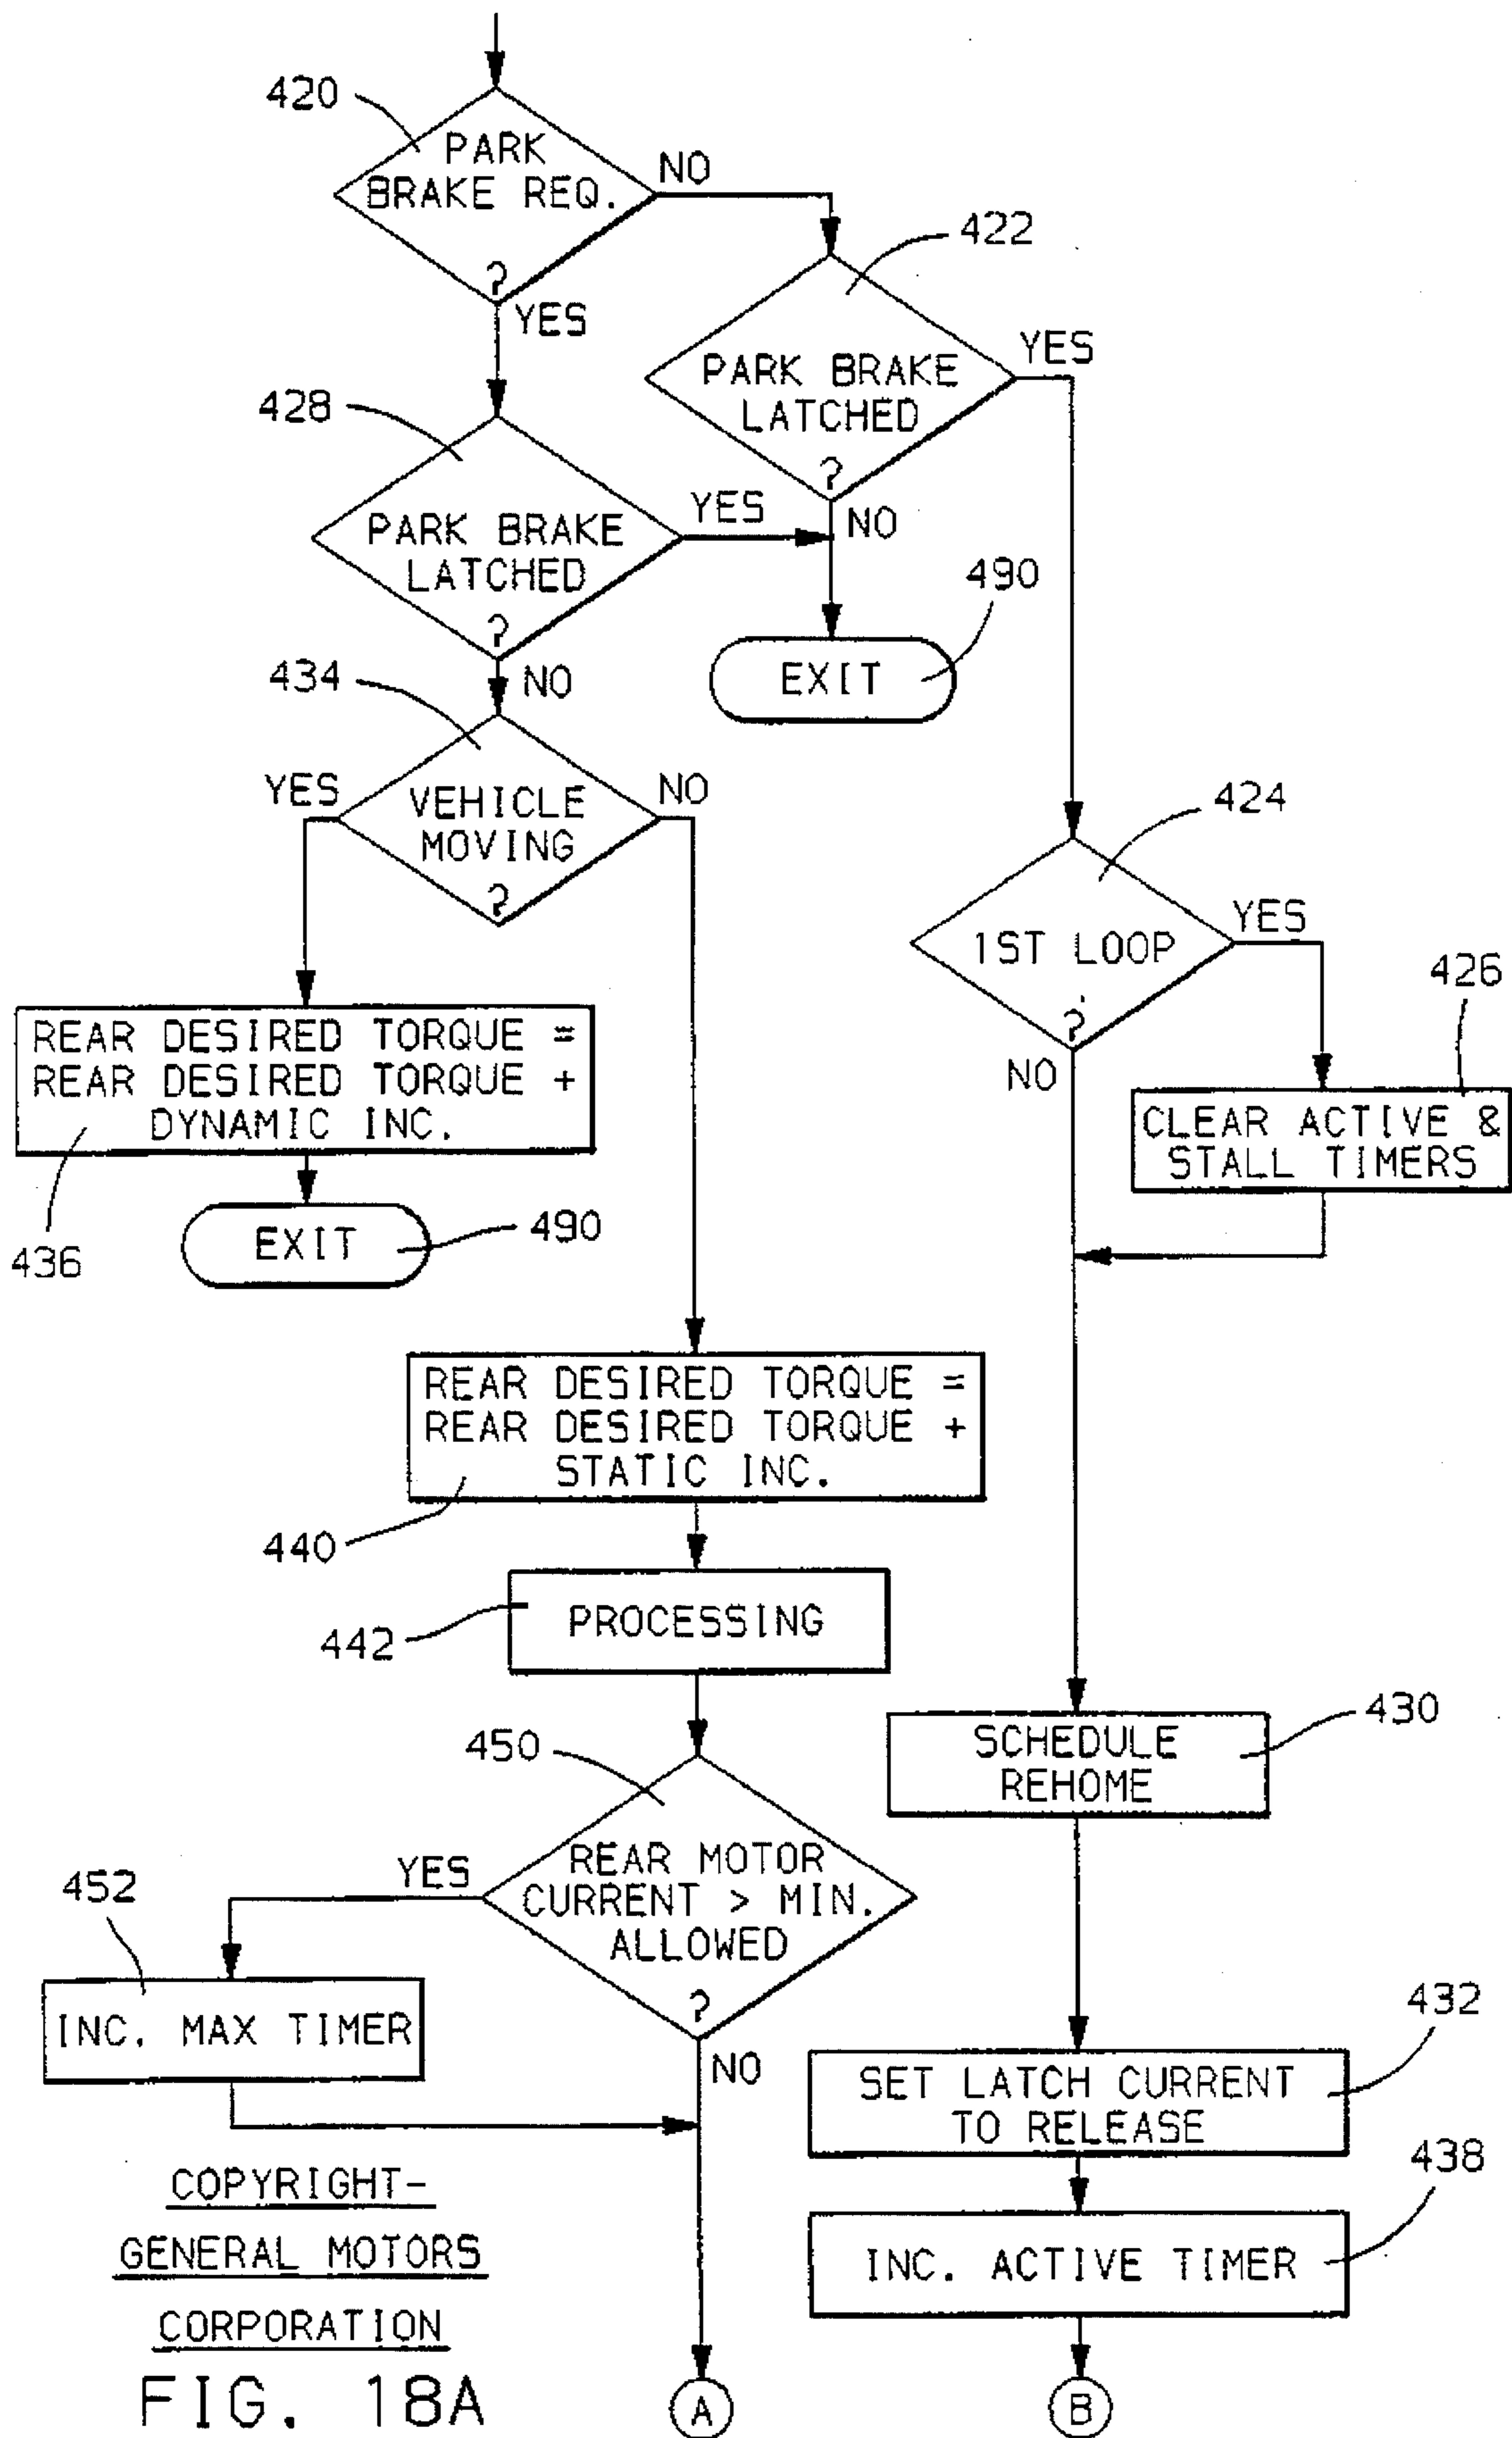 420
PARK
BRAKE REQ.
?
NO
YES
422
PARK BRAKE
LATCHED
?
YES
NO
428
PARK BRAKE
LATCHED
?
YES
NO
490
EXIT
434
VEHICLE
MOVING
?
YES
NO
424
1ST LOOP
?
YES
NO
426
CLEAR ACTIVE &
STALL TIMERS
REAR DESIRED TORQUE =
REAR DESIRED TORQUE +
DYNAMIC INC.
436
EXIT
490
REAR DESIRED TORQUE =
REAR DESIRED TORQUE +
STATIC INC.
440
PROCESSING
442
430
SCHEDULE
REHOME
450
REAR MOTOR
CURRENT > MIN.
ALLOWED
?
YES
NO
452
INC. MAX TIMER
432
SET LATCH CURRENT
TO RELEASE
438
INC. ACTIVE TIMER
COPYRIGHT-
GENERAL MOTORS
CORPORATION
FIG. 18A
A
B